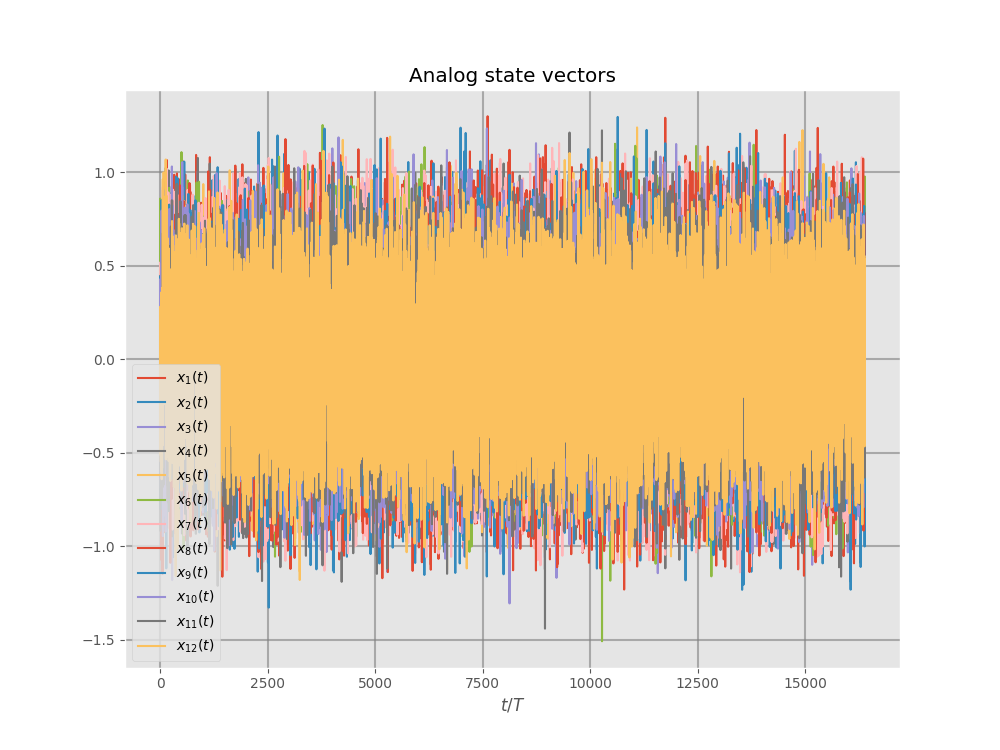 Analog state vectors
1.0
0.5
0.0
−0.5
−1.0
−1.5
x₁(t)
x₂(t)
x₃(t)
x₄(t)
x₅(t)
x₆(t)
x₇(t)
x₈(t)
x₉(t)
x₁₀(t)
x₁₁(t)
x₁₂(t)
0 2500 5000 7500 10000 12500 15000
t/T